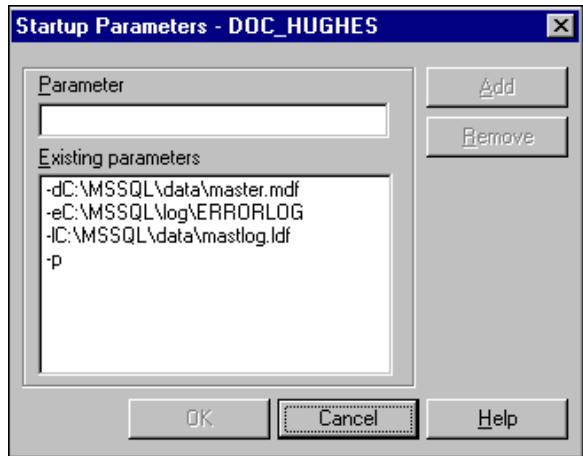 Startup Parameters - DOC_HUGHES
Parameter
Add
Remove
Existing parameters
-dC:\MSSQL\data\master.mdf
-eC:\MSSQL\log\ERRORLOG
-lC:\MSSQL\data\mastlog.ldf
-p
OK
Cancel
Help